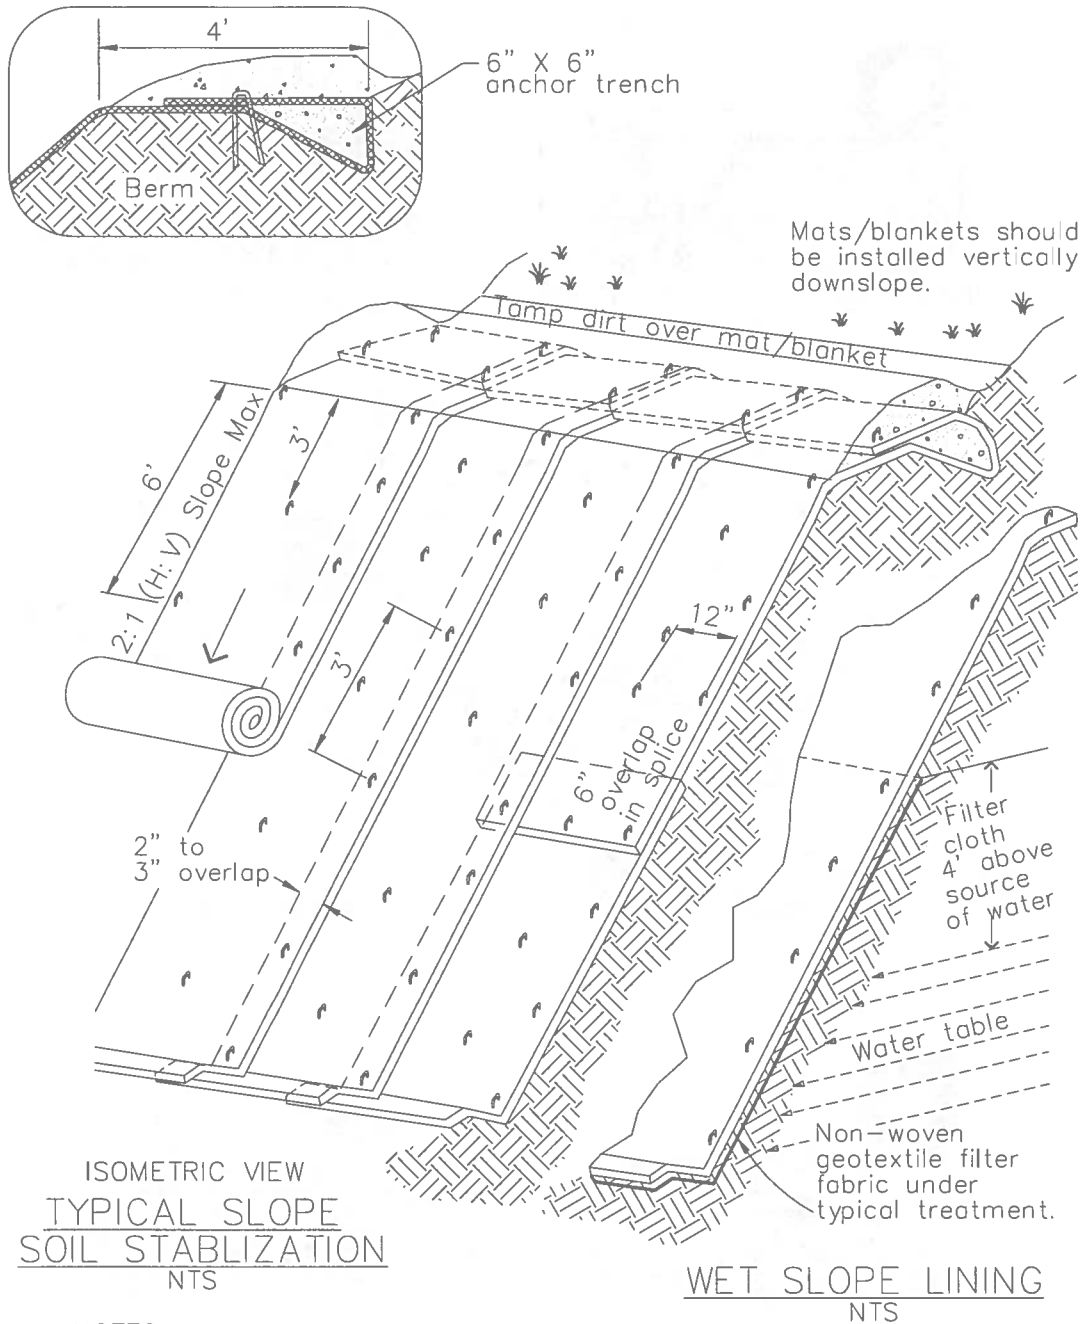 4'
6" X 6"
anchor trench
Berm
Mats/blankets should
be installed vertically
downslope.
Tamp dirt over mat/blanket
6'
3'
2:1 (H:V) Slope Max
12"
3'
6"
overlap
in splice
2" to
3" overlap
Filter
cloth
4' above
source
of water
Water table
Non-woven
geotextile filter
fabric under
typical treatment.
ISOMETRIC VIEW
TYPICAL SLOPE
SOIL STABLIZATION
NTS
WET SLOPE LINING
NTS